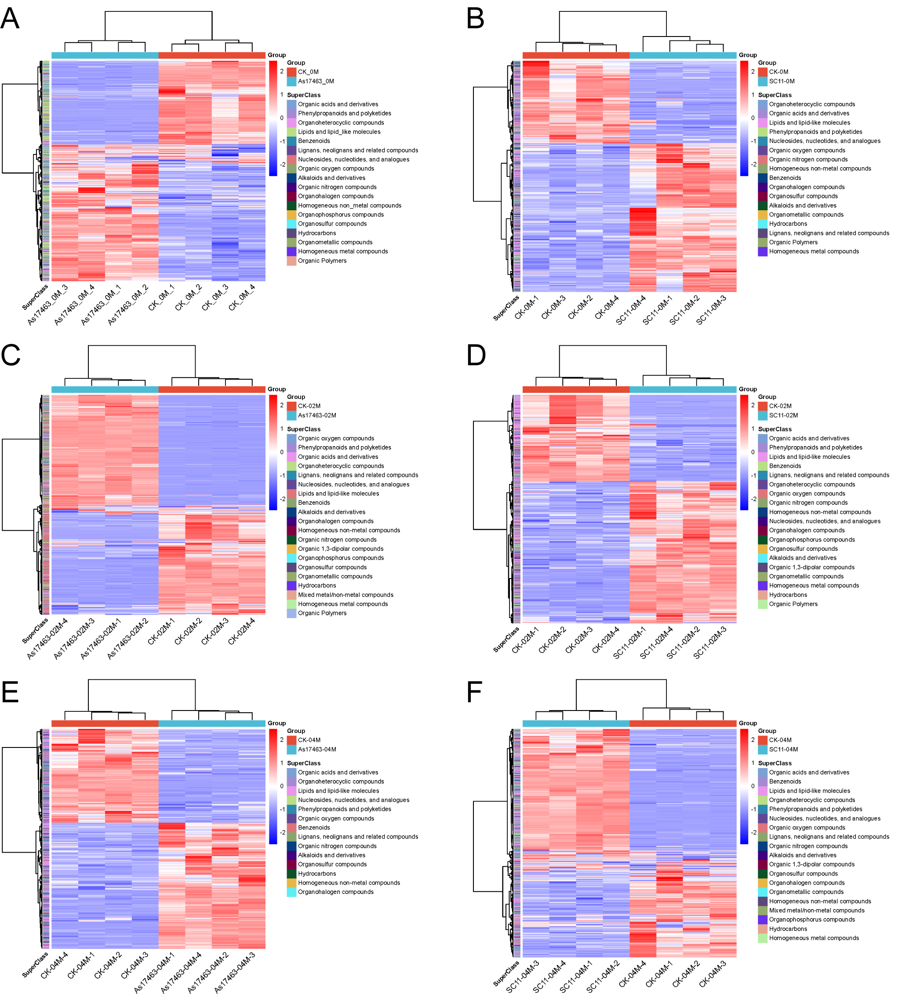 A
Group
2
1
0
-1
-2
Group
CK_0M
As17463_0M
SuperClass
Organic acids and derivatives
Phenylpropanoids and polyketides
Organoheterocyclic compounds
Lipids and lipid_like molecules
Benzenoids
Lignans, neolignans and related compounds
Nucleosides, nucleotides, and analogues
Organic oxygen compounds
Alkaloids and derivatives
Organic nitrogen compounds
Organohalogen compounds
Homogeneous non_metal compounds
Organophosphorus compounds
Organosulfur compounds
Hydrocarbons
Organometallic compounds
Homogeneous metal compounds
Organic Polymers
SuperClass
As17463_0M_3
As17463_0M_4
As17463_0M_1
As17463_0M_2
CK_0M_1
CK_0M_2
CK_0M_3
CK_0M_4
B
Group
2
1
0
-1
-2
Group
CK-0M
SC11-0M
SuperClass
Organoheterocyclic compounds
Organic acids and derivatives
Lipids and lipid-like molecules
Phenylpropanoids and polyketides
Nucleosides, nucleotides, and analogues
Organic oxygen compounds
Organic nitrogen compounds
Homogeneous non-metal compounds
Benzenoids
Organohalogen compounds
Organosulfur compounds
Alkaloids and derivatives
Organometallic compounds
Hydrocarbons
Lignans, neolignans and related compounds
Organic Polymers
Homogeneous metal compounds
SuperClass
CK-0M-1
CK-0M-3
CK-0M-2
CK-0M-4
SC11-0M-4
SC11-0M-1
SC11-0M-2
SC11-0M-3
C
Group
2
1
0
-1
-2
Group
CK-02M
As17463-02M
SuperClass
Organic oxygen compounds
Phenylpropanoids and polyketides
Organic acids and derivatives
Organoheterocyclic compounds
Lignans, neolignans and related compounds
Nucleosides, nucleotides, and analogues
Lipids and lipid-like molecules
Benzenoids
Alkaloids and derivatives
Organohalogen compounds
Homogeneous non-metal compounds
Organic nitrogen compounds
Organic 1,3-dipolar compounds
Organophosphorus compounds
Organosulfur compounds
Organometallic compounds
Hydrocarbons
Mixed metal/non-metal compounds
Homogeneous metal compounds
Organic Polymers
SuperClass
As17463-02M-4
As17463-02M-3
As17463-02M-1
As17463-02M-2
CK-02M-1
CK-02M-2
CK-02M-3
CK-02M-4
D
Group
2
1
0
-1
-2
Group
CK-02M
SC11-02M
SuperClass
Organic acids and derivatives
Phenylpropanoids and polyketides
Lipids and lipid-like molecules
Benzenoids
Lignans, neolignans and related compounds
Organoheterocyclic compounds
Organic oxygen compounds
Organic nitrogen compounds
Homogeneous non-metal compounds
Nucleosides, nucleotides, and analogues
Organohalogen compounds
Organophosphorus compounds
Organosulfur compounds
Alkaloids and derivatives
Organic 1,3-dipolar compounds
Organometallic compounds
Homogeneous metal compounds
Hydrocarbons
Organic Polymers
SuperClass
CK-02M-1
CK-02M-2
CK-02M-3
CK-02M-4
SC11-02M-1
SC11-02M-4
SC11-02M-2
SC11-02M-3
E
Group
2
1
0
-1
-2
Group
CK-04M
As17463-04M
SuperClass
Organic acids and derivatives
Organoheterocyclic compounds
Lipids and lipid-like molecules
Nucleosides, nucleotides, and analogues
Phenylpropanoids and polyketides
Organic oxygen compounds
Benzenoids
Lignans, neolignans and related compounds
Organic nitrogen compounds
Alkaloids and derivatives
Organosulfur compounds
Hydrocarbons
Homogeneous non-metal compounds
Organohalogen compounds
SuperClass
CK-04M-4
CK-04M-1
CK-04M-2
CK-04M-3
As17463-04M-1
As17463-04M-4
As17463-04M-2
As17463-04M-3
F
Group
2
1
0
-1
-2
Group
CK-04M
SC11-04M
SuperClass
Organic acids and derivatives
Benzenoids
Lipids and lipid-like molecules
Organoheterocyclic compounds
Phenylpropanoids and polyketides
Nucleosides, nucleotides, and analogues
Organic oxygen compounds
Lignans, neolignans and related compounds
Organic nitrogen compounds
Alkaloids and derivatives
Organic 1,3-dipolar compounds
Organosulfur compounds
Organohalogen compounds
Organometallic compounds
Homogeneous non-metal compounds
Mixed metal/non-metal compounds
Organophosphorus compounds
Hydrocarbons
Homogeneous metal compounds
SuperClass
SC11-04M-3
SC11-04M-4
SC11-04M-1
SC11-04M-2
CK-04M-4
CK-04M-1
CK-04M-2
CK-04M-3